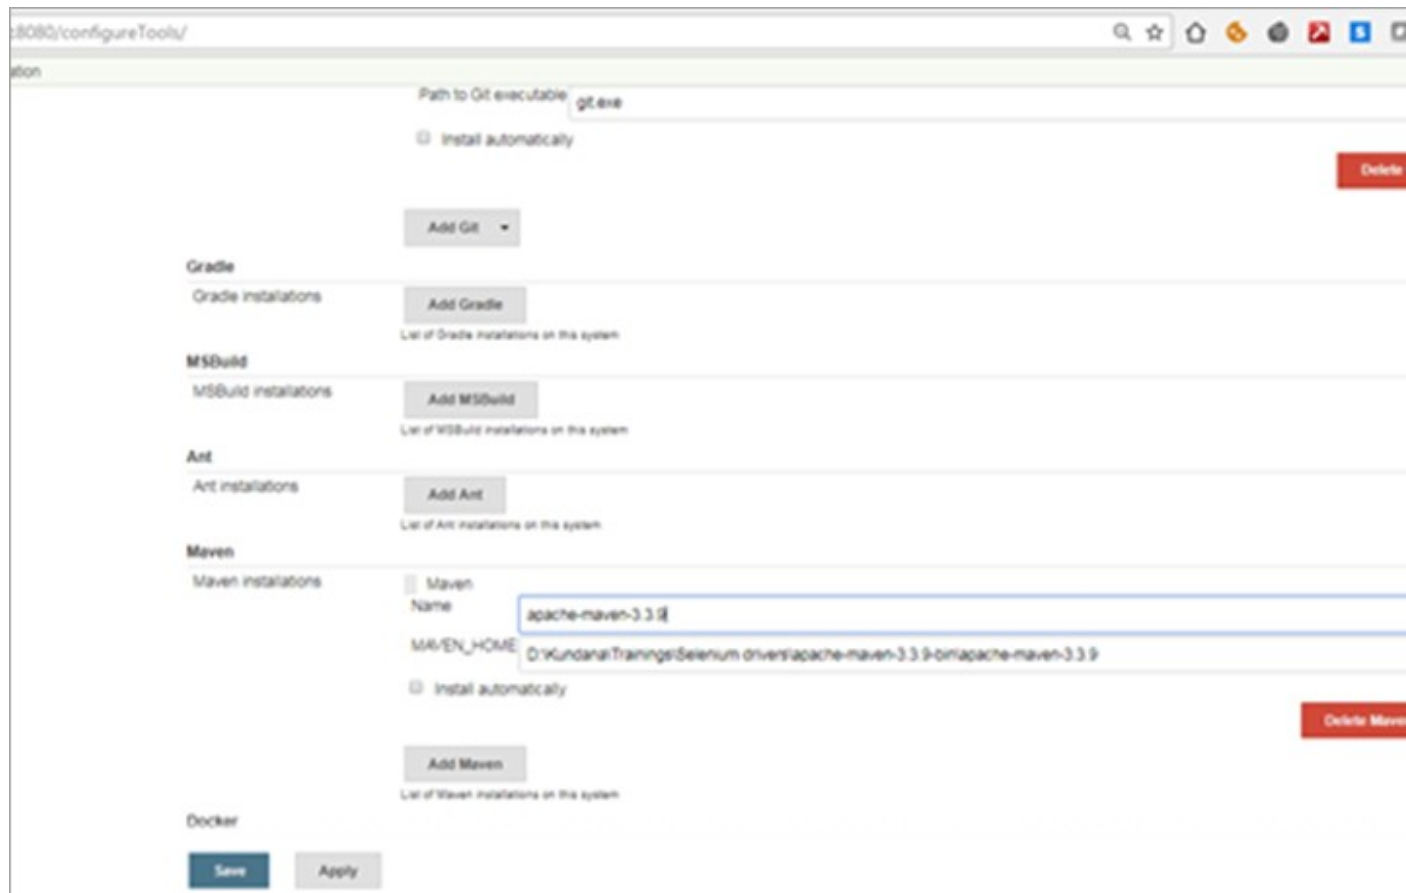 :8080/configureTools/
ation
Path to Git executable git.exe
Install automatically
Delete
Add Git
Gradle
Gradle installations Add Gradle
List of Gradle installations on this system
MSBuild
MSBuild installations Add MSBuild
List of MSBuild installations on this system
Ant
Ant installations Add Ant
List of Ant installations on this system
Maven
Maven installations Maven
Name apache-maven-3.3.9
MAVEN_HOME D:\Kundana\Trainings\Selenium drivers\apache-maven-3.3.9-bin\apache-maven-3.3.9
Install automatically
Delete Maven
Add Maven
List of Maven installations on this system
Docker
Save Apply